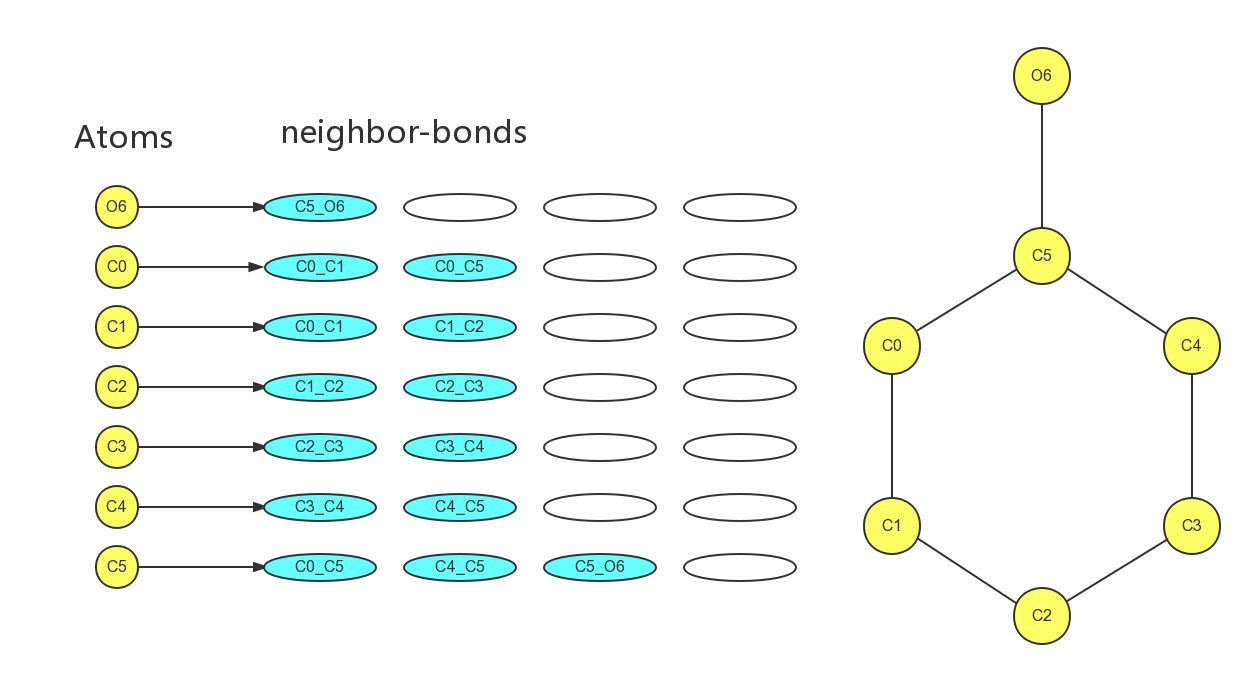 Atoms neighbor-bonds
O6 C5_O6
C0 C0_C1 C0_C5
C1 C0_C1 C1_C2
C2 C1_C2 C2_C3
C3 C2_C3 C3_C4
C4 C3_C4 C4_C5
C5 C0_C5 C4_C5 C5_O6
O6
C5
C0 C4
C1 C3
C2